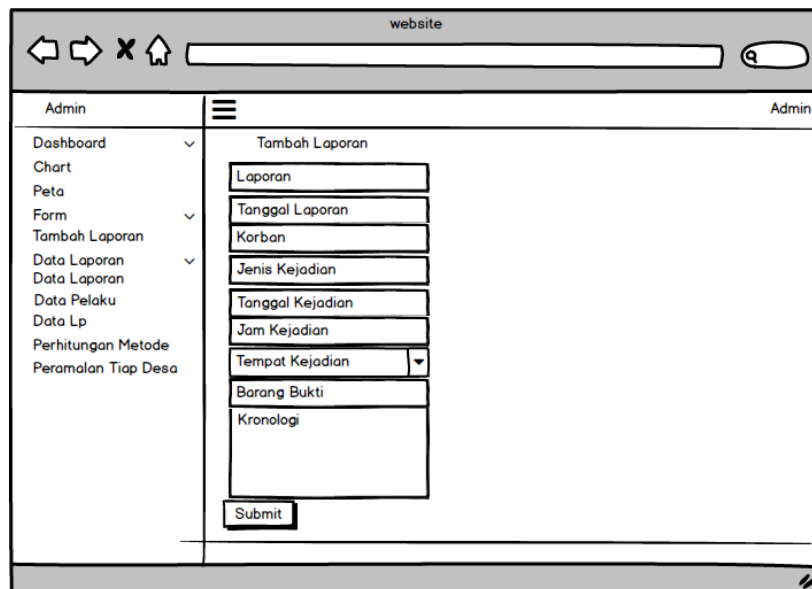 website
Admin
Admin
Dashboard
Chart
Peta
Form
Tambah Laporan
Data Laporan
Data Laporan
Data Pelaku
Data Lp
Perhitungan Metode
Peramalan Tiap Desa
Tambah Laporan
Laporan
Tanggal Laporan
Korban
Jenis Kejadian
Tanggal Kejadian
Jam Kejadian
Tempat Kejadian
Barang Bukti
Kronologi
Submit